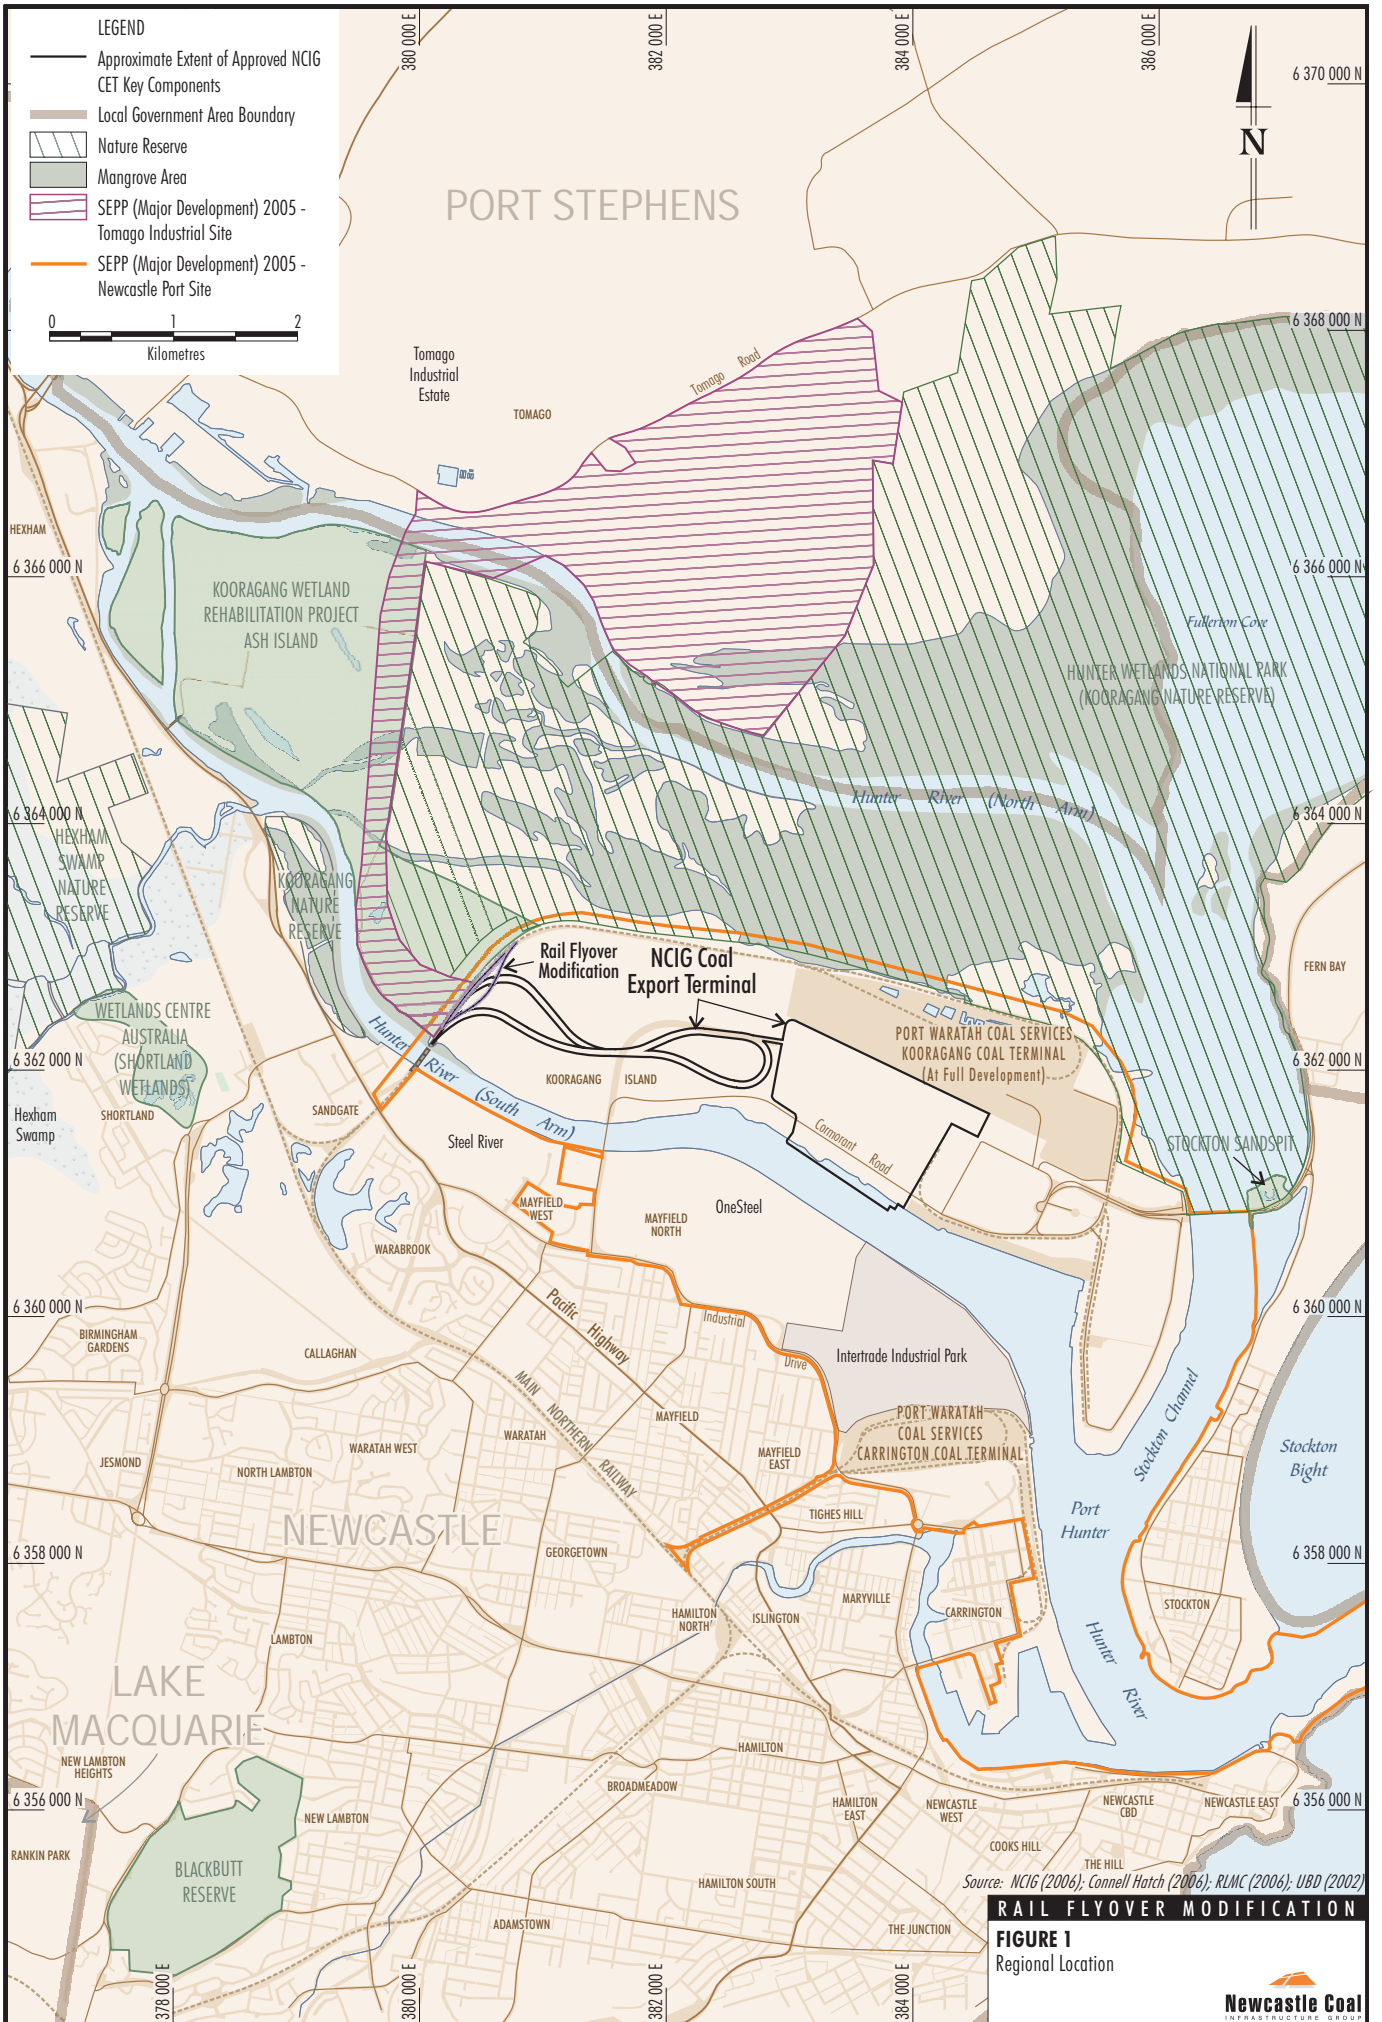 LEGEND
Approximate Extent of Approved NCIG
CET Key Components
Local Government Area Boundary
Nature Reserve
Mangrove Area
SEPP (Major Development) 2005 -
Tomago Industrial Site
SEPP (Major Development) 2005 -
Newcastle Port Site
0 1 2
Kilometres
380 000 E
382 000 E
384 000 E
386 000 E
6 370 000 N
N
PORT STEPHENS
6 368 000 N
Tomago
Industrial
Estate
TOMAGO
Tomago Road
HEXHAM
6 366 000 N
6 366 000 N
KOORAGANG WETLAND
REHABILITATION PROJECT
ASH ISLAND
Fullerton Cove
HUNTER WETLANDS NATIONAL PARK
(KOORAGANG NATURE RESERVE)
Hunter River (North Arm)
6 364 000 N
6 364 000 N
HEXHAM
SWAMP
NATURE
RESERVE
KOORAGANG
NATURE
RESERVE
Rail Flyover
Modification
NCIG Coal
Export Terminal
FERN BAY
WETLANDS CENTRE
AUSTRALIA
(SHORTLAND
WETLANDS)
PORT WARATAH COAL SERVICES
KOORAGANG COAL TERMINAL
(At Full Development)
6 362 000 N
6 362 000 N
Hunter River (South Arm)
KOORAGANG ISLAND
Hexham
Swamp
SHORTLAND
SANDGATE
Steel River
Cormorant Road
STOCKTON SANDSPIT
MAYFIELD
WEST
MAYFIELD
NORTH
OneSteel
WARABROOK
6 360 000 N
6 360 000 N
Pacific Highway
Industrial
Drive
BIRMINGHAM
GARDENS
CALLAGHAN
Intertrade Industrial Park
MAIN NORTHERN RAILWAY
MAYFIELD
PORT WARATAH
COAL SERVICES
CARRINGTON COAL TERMINAL
Stockton Channel
Stockton
Bight
WARATAH
WARATAH WEST
MAYFIELD
EAST
JESMOND
NORTH LAMBTON
TIGHES HILL
Port
Hunter
NEWCASTLE
6 358 000 N
6 358 000 N
GEORGETOWN
MARYVILLE
CARRINGTON
STOCKTON
HAMILTON
NORTH
ISLINGTON
LAMBTON
Hunter
River
LAKE
MACQUARIE
NEW LAMBTON
HEIGHTS
HAMILTON
BROADMEADOW
6 356 000 N
6 356 000 N
NEW LAMBTON
HAMILTON
EAST
NEWCASTLE
WEST
NEWCASTLE
CBD
NEWCASTLE EAST
COOKS HILL
RANKIN PARK
BLACKBUTT
RESERVE
THE HILL
HAMILTON SOUTH
Source: NCIG (2006); Connell Hatch (2006); RLMC (2006); UBD (2002)
ADAMSTOWN
THE JUNCTION
RAIL FLYOVER MODIFICATION
FIGURE 1
Regional Location
378 000 E
380 000 E
382 000 E
384 000 E
Newcastle Coal
INFRASTRUCTURE GROUP